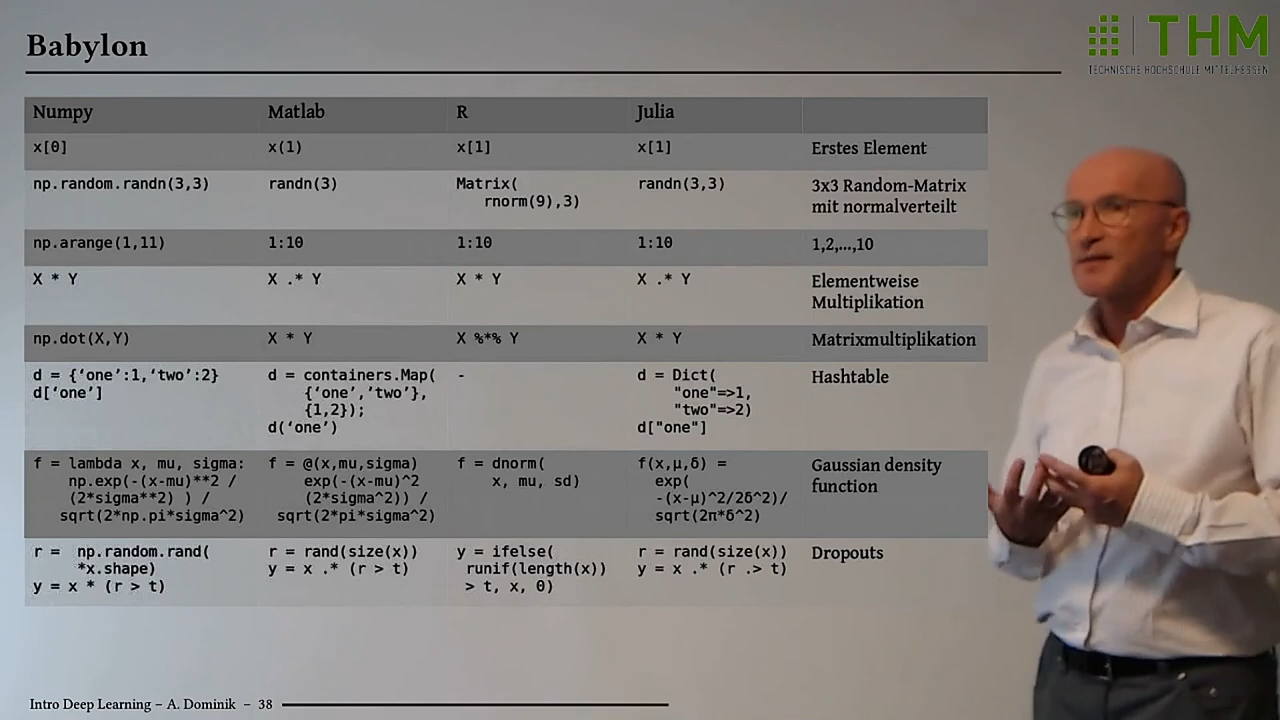 Babylon
THM
TECHNISCHE HOCHSCHULE MITTELHESSEN
Numpy Matlab R Julia
x[0] x(1) x[1] x[1] Erstes Element
np.random.randn(3,3) randn(3) Matrix( randn(3,3) 3x3 Random-Matrix
rnorm(9),3) mit normalverteilt
np.arange(1,11) 1:10 1:10 1:10 1,2,...,10
X * Y X .* Y X * Y X .* Y Elementweise
Multiplikation
np.dot(X,Y) X * Y X %*% Y X * Y Matrixmultiplikation
d = {‘one’:1,‘two’:2} d = containers.Map( - d = Dict( Hashtable
d[‘one’] {‘one’,‘two’}, "one"=>1,
{1,2}); "two"=>2)
d(‘one’) d["one"]
f = lambda x, mu, sigma: f = @(x,mu,sigma) f = dnorm( f(x,μ,δ) = Gaussian density
np.exp(-(x-mu)**2 / exp(-(x-mu)^2 x, mu, sd) exp( function
(2*sigma**2) ) / (2*sigma^2)) / -(x-μ)^2/2δ^2)/
sqrt(2*np.pi*sigma^2) sqrt(2*pi*sigma^2) sqrt(2π*δ^2)
r = np.random.rand( r = rand(size(x)) y = ifelse( r = rand(size(x)) Dropouts
*x.shape) y = x .* (r > t) runif(length(x)) y = x .* (r .> t)
y = x * (r > t) > t, x, 0)
Intro Deep Learning – A. Dominik – 38